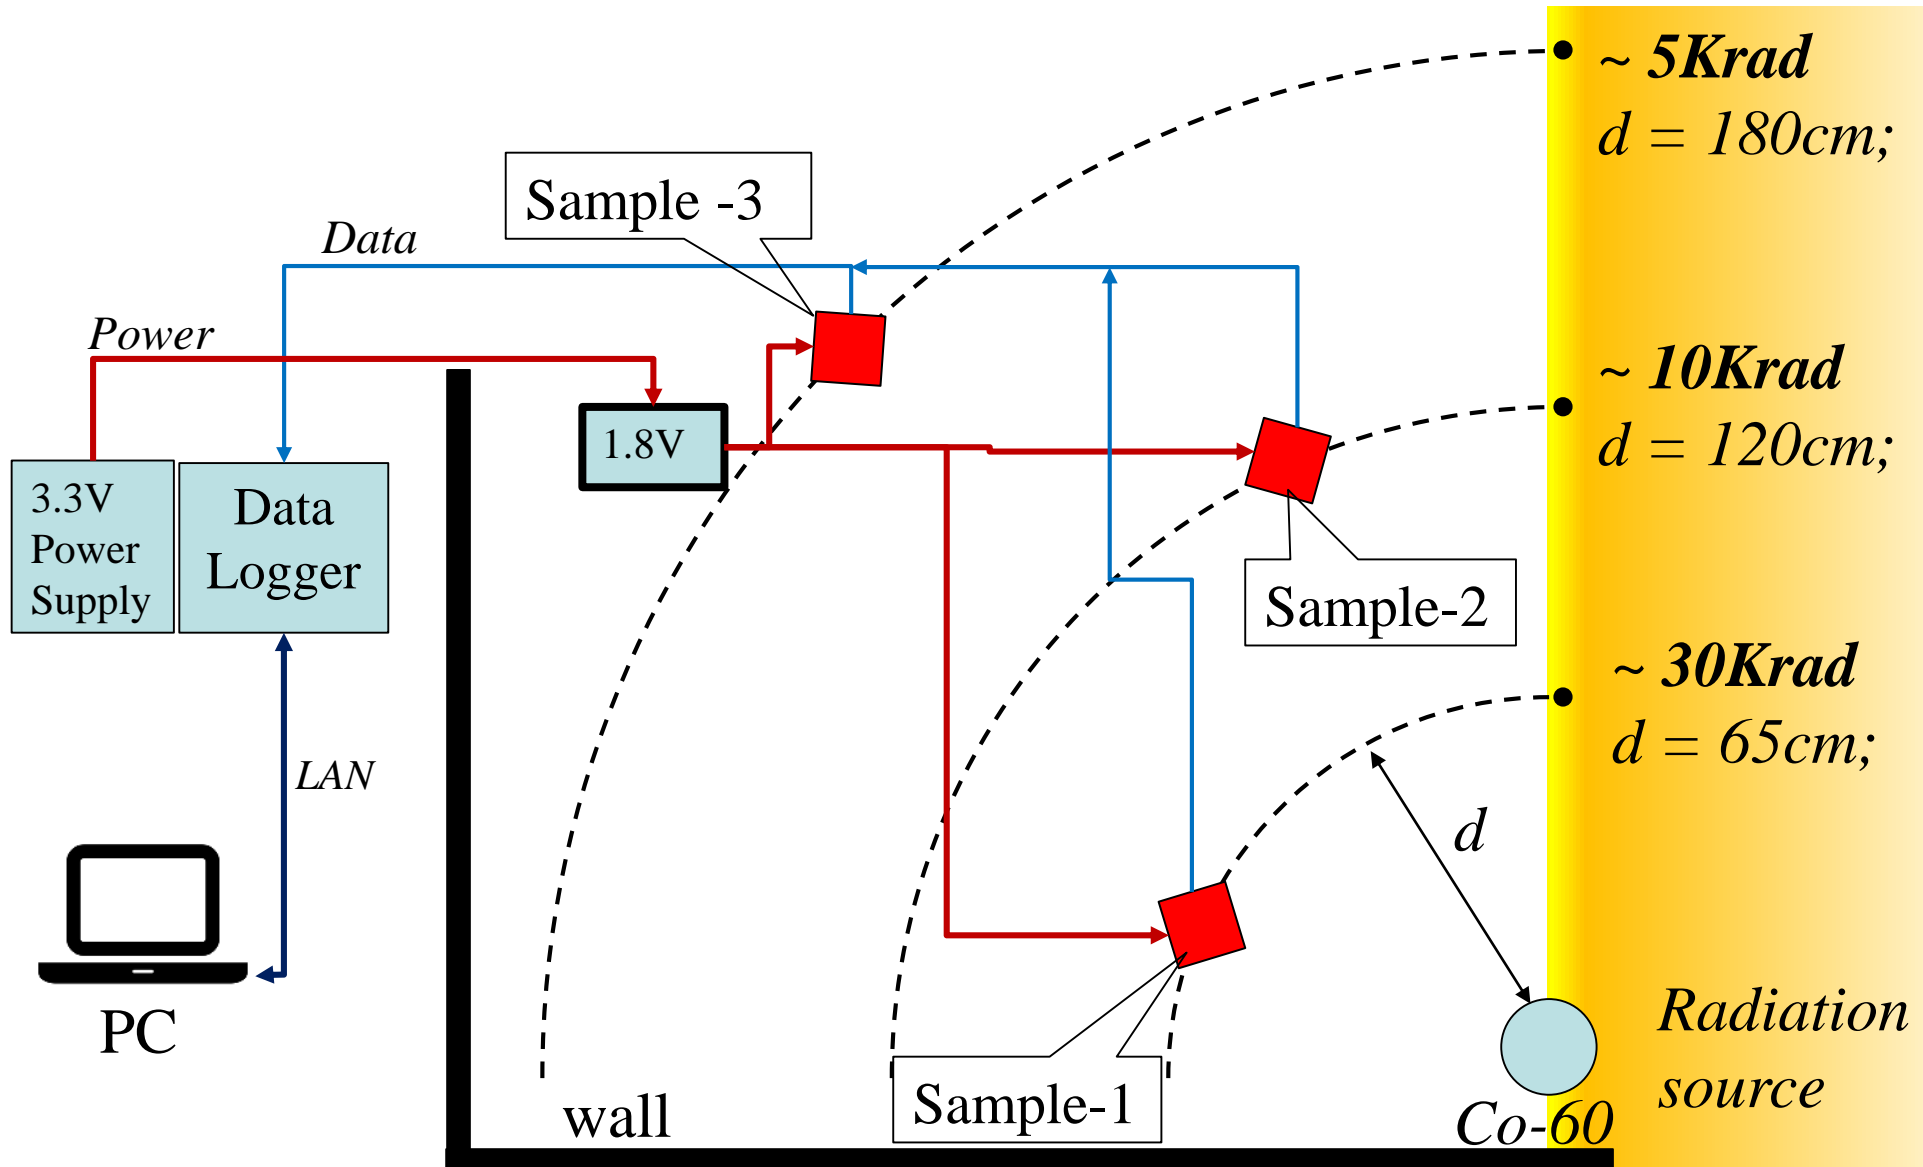 ~ 5Krad
d = 180cm;
Sample -3
Data
Power
~ 10Krad
d = 120cm;
1.8V
3.3V
Power
Supply
Data
Logger
Sample-2
~ 30Krad
d = 65cm;
LAN
d
PC
Radiation
source
Sample-1
wall
Co-60